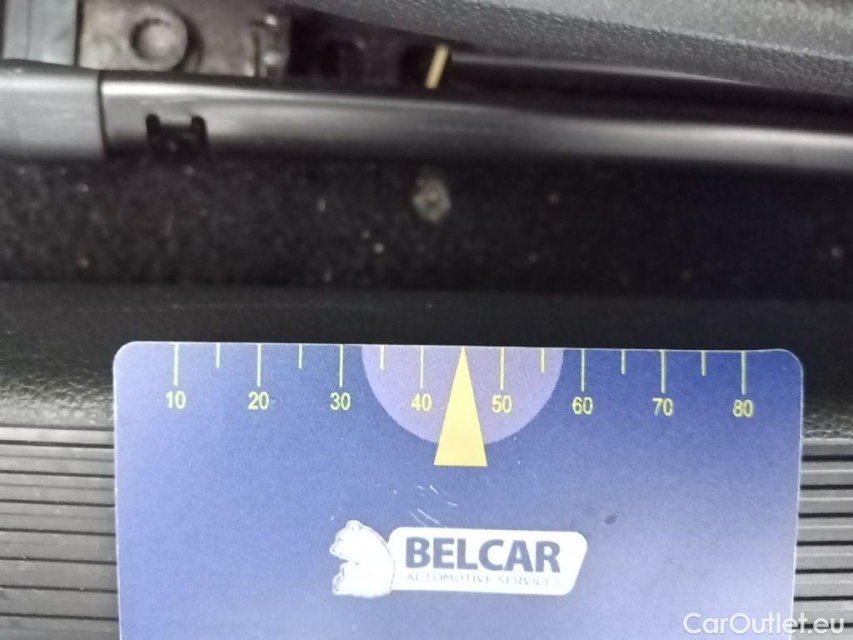 10 20 30 40 50 60 70 80
BELCAR
AUTOMOTIVE SERVICES
CarOutlet.eu